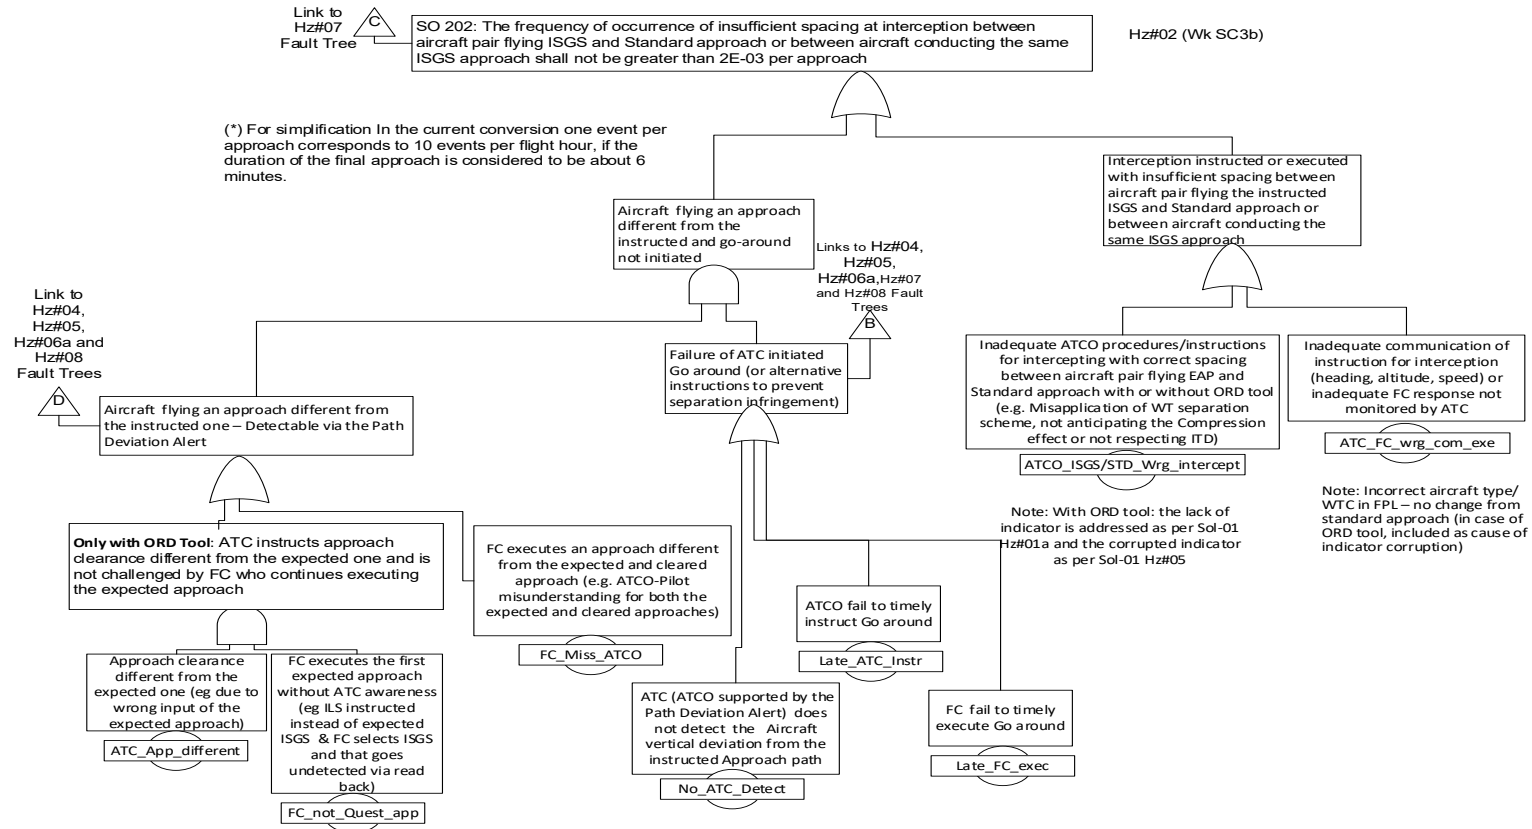 Link to
Hz#07
Fault Tree
C
SO 202: The frequency of occurrence of insufficient spacing at interception between
aircraft pair flying ISGS and Standard approach or between aircraft conducting the same
ISGS approach shall not be greater than 2E-03 per approach
Hz#02 (Wk SC3b)
(*) For simplification In the current conversion one event per
approach corresponds to 10 events per flight hour, if the
duration of the final approach is considered to be about 6
minutes.
Interception instructed or executed
with insufficient spacing between
aircraft pair flying the instructed
ISGS and Standard approach or
between aircraft conducting the
same ISGS approach
Aircraft flying an approach
different from the
instructed and go-around
not initiated
Links to Hz#04,
Hz#05,
Hz#06a,Hz#07
and Hz#08 Fault
Trees
B
Link to
Hz#04,
Hz#05,
Hz#06a and
Hz#08
Fault Trees
D
Failure of ATC initiated
Go around (or alternative
instructions to prevent
separation infringement)
Inadequate ATCO procedures/instructions
for intercepting with correct spacing
between aircraft pair flying EAP and
Standard approach with or without ORD tool
(e.g. Misapplication of WT separation
scheme, not anticipating the Compression
effect or not respecting ITD)
ATCO_ISGS/STD_Wrg_intercept
Inadequate communication of
instruction for interception
(heading, altitude, speed) or
inadequate FC response not
monitored by ATC
ATC_FC_wrg_com_exe
Aircraft flying an approach different from
the instructed one – Detectable via the Path
Deviation Alert
Note: With ORD tool: the lack of
indicator is addressed as per Sol-01
Hz#01a and the corrupted indicator
as per Sol-01 Hz#05
Note: Incorrect aircraft type/
WTC in FPL – no change from
standard approach (in case of
ORD tool, included as cause of
indicator corruption)
Only with ORD Tool: ATC instructs approach
clearance different from the expected one and is
not challenged by FC who continues executing
the expected approach
FC executes an approach different
from the expected and cleared
approach (e.g. ATCO-Pilot
misunderstanding for both the
expected and cleared approaches)
FC_Miss_ATCO
ATCO fail to timely
instruct Go around
Late_ATC_Instr
Approach clearance
different from the
expected one (eg due to
wrong input of the
expected approach)
ATC_App_different
FC executes the first
expected approach
without ATC awareness
(eg ILS instructed
instead of expected
ISGS & FC selects ISGS
and that goes
undetected via read
back)
FC_not_Quest_app
ATC (ATCO supported by the
Path Deviation Alert) does
not detect the Aircraft
vertical deviation from the
instructed Approach path
No_ATC_Detect
FC fail to timely
execute Go around
Late_FC_exec